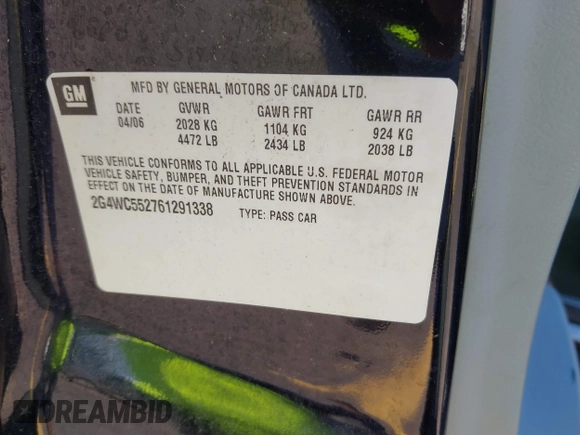 GM
MFD BY GENERAL MOTORS OF CANADA LTD.
DATE GVWR GAWR FRT GAWR RR
04/06 2028 KG 1104 KG 924 KG
4472 LB 2434 LB 2038 LB
THIS VEHICLE CONFORMS TO ALL APPLICABLE U.S. FEDERAL MOTOR
VEHICLE SAFETY, BUMPER, AND THEFT PREVENTION STANDARDS IN
EFFECT ON THE DATE OF MANUFACTURE SHOWN ABOVE.
2G4WC552761291338 TYPE: PASS CAR
DREAMBID